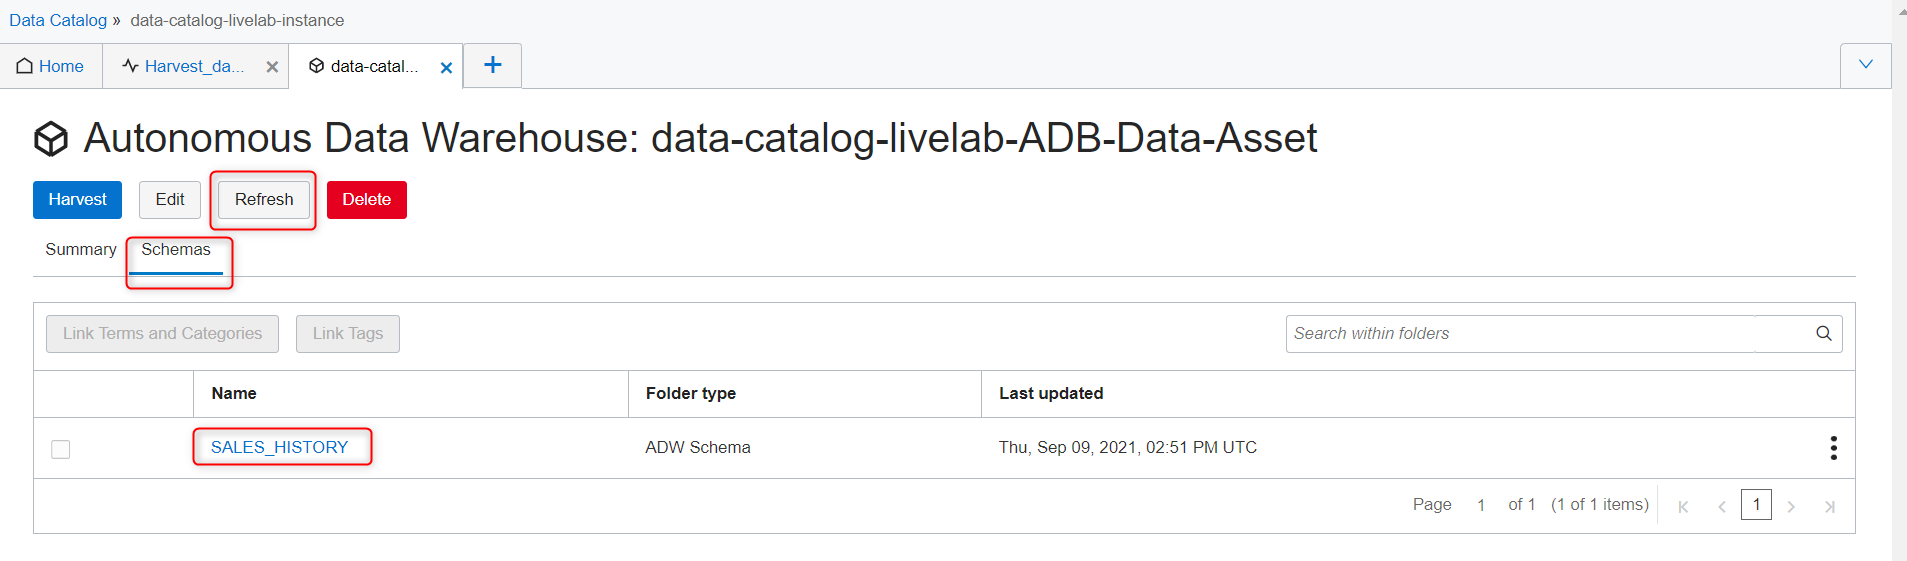 Data Catalog » data-catalog-livelab-instance
Home Harvest_da... data-catal...
Autonomous Data Warehouse: data-catalog-livelab-ADB-Data-Asset
Harvest Edit Refresh Delete
Summary Schemas
Link Terms and Categories Link Tags Search within folders
Name Folder type Last updated
SALES_HISTORY ADW Schema Thu, Sep 09, 2021, 02:51 PM UTC
Page 1 of 1 (1 of 1 items) 1